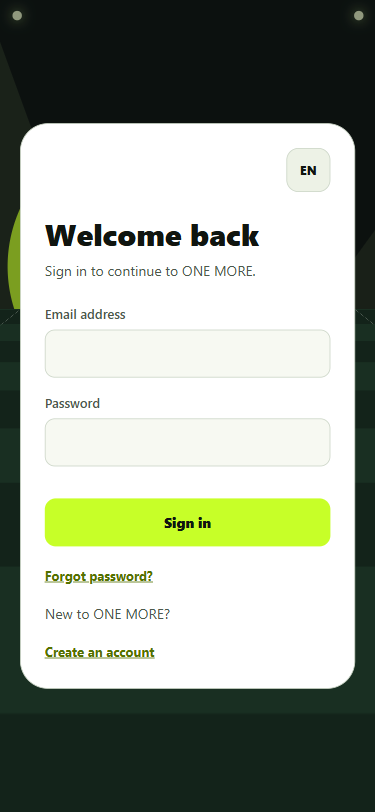 EN
Welcome back
Sign in to continue to ONE MORE.
Email address
Password
Sign in
Forgot password?
New to ONE MORE?
Create an account